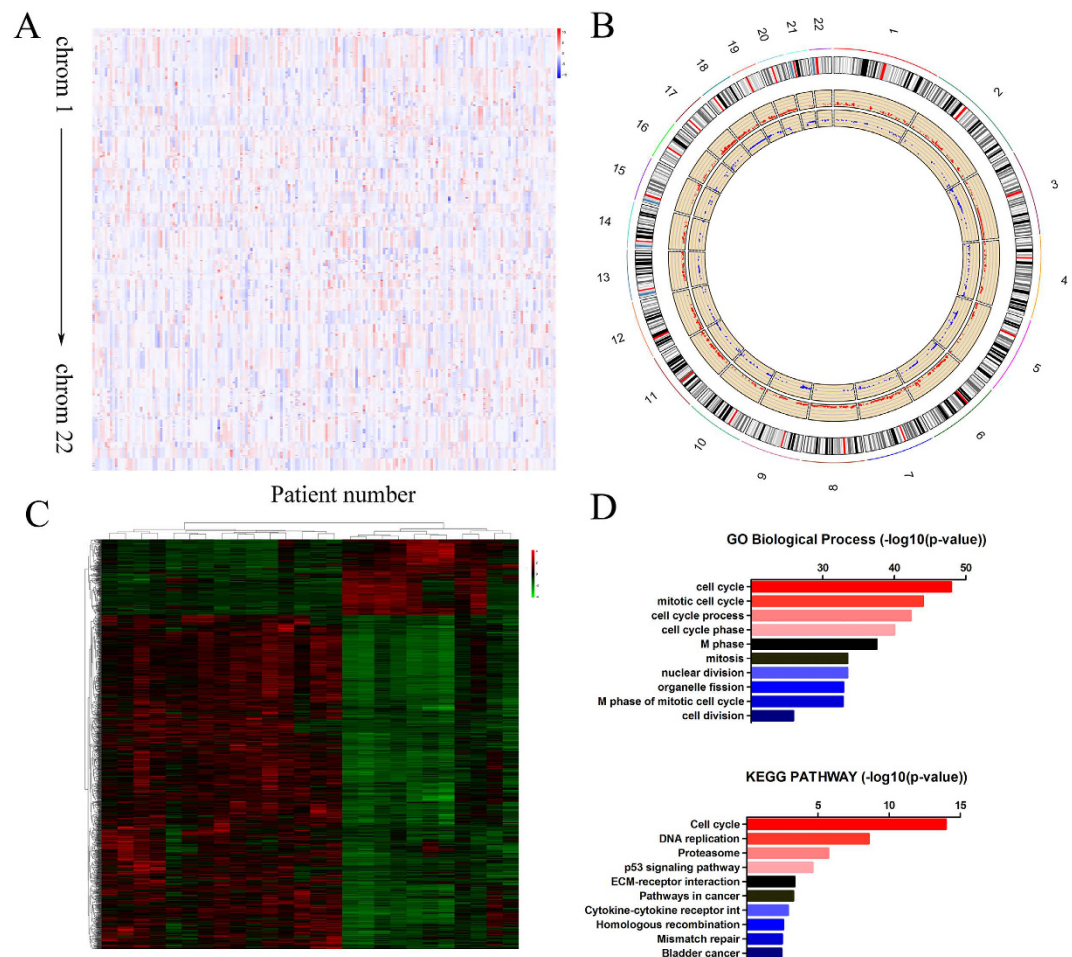 A
chrom 1
chrom 22
Patient number
B
1
2
3
4
5
6
7
8
9
10
11
12
13
14
15
16
17
18
19
20
21
22
C
D
GO Biological Process (-log10(p-value))
30 40 50
cell cycle
mitotic cell cycle
cell cycle process
cell cycle phase
M phase
mitosis
nuclear division
organelle fission
M phase of mitotic cell cycle
cell division
KEGG PATHWAY (-log10(p-value))
5 10 15
Cell cycle
DNA replication
Proteasome
p53 signaling pathway
ECM-receptor interaction
Pathways in cancer
Cytokine-cytokine receptor int
Homologous recombination
Mismatch repair
Bladder cancer